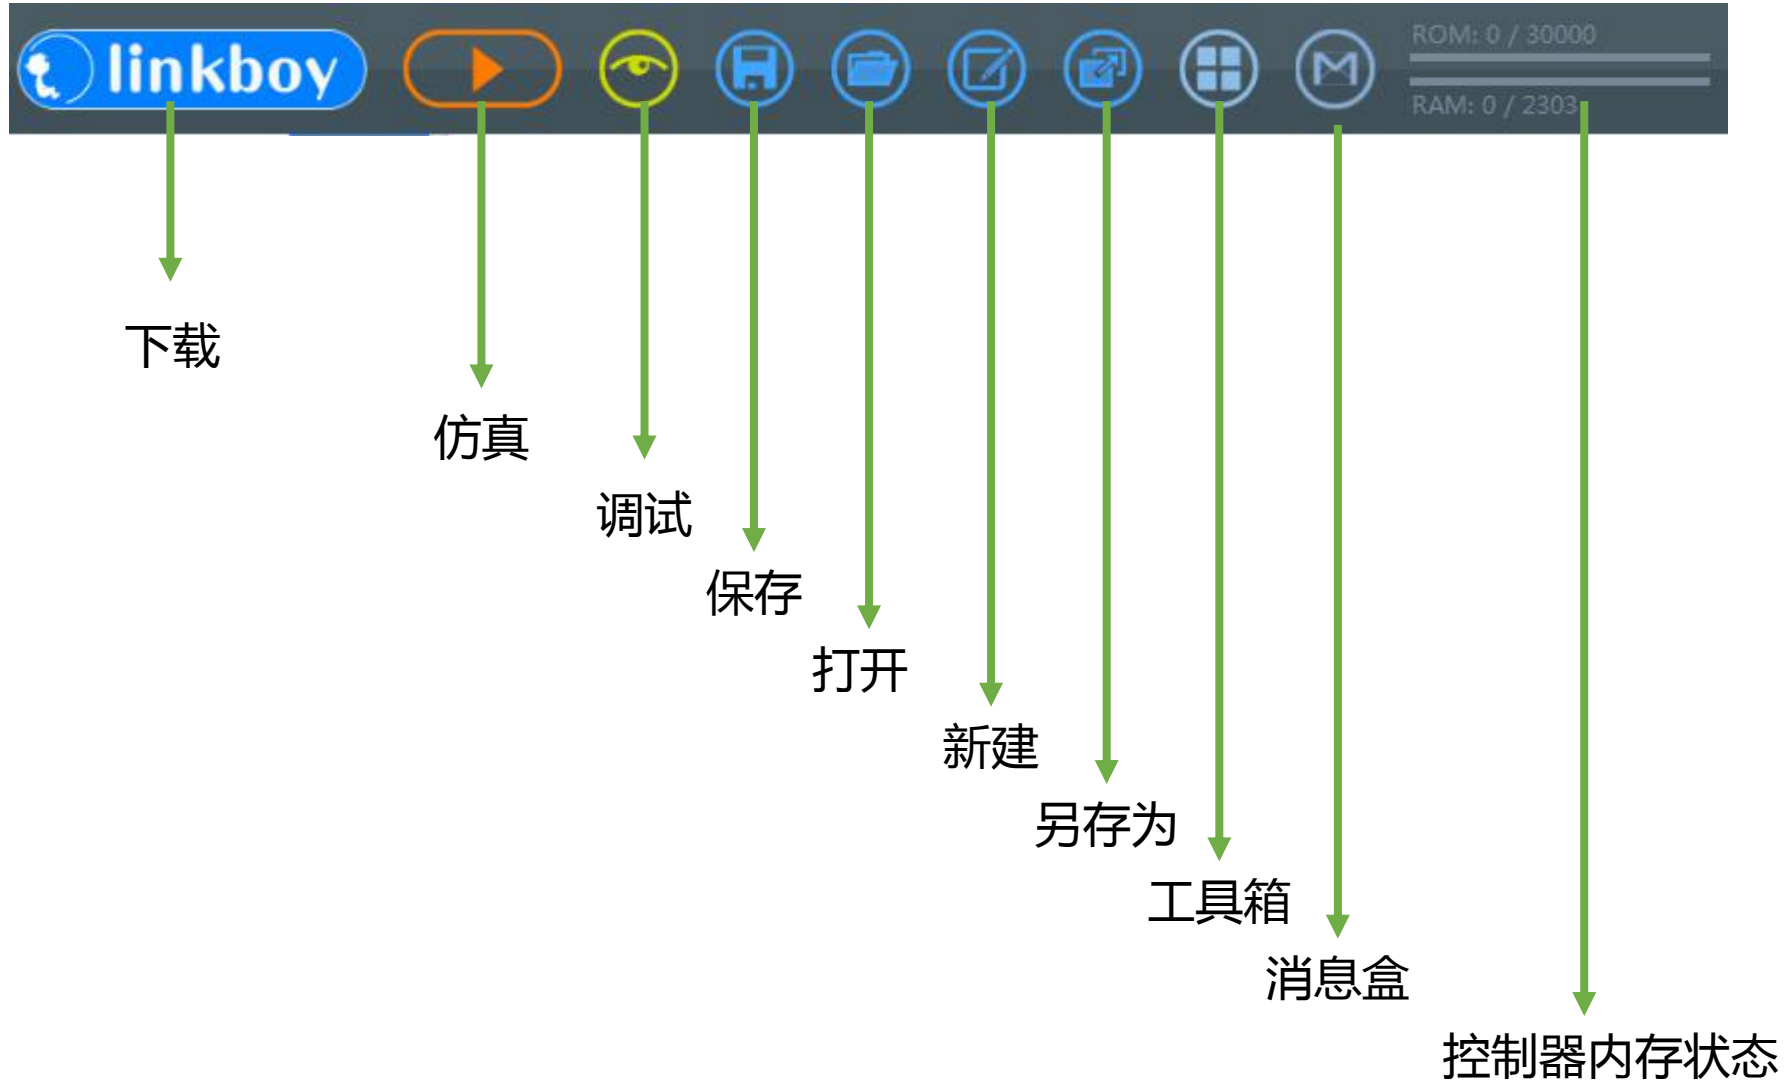 linkboy
ROM: 0 / 30000
RAM: 0 / 2303
下载
仿真
调试
保存
打开
新建
另存为
工具箱
消息盒
控制器内存状态